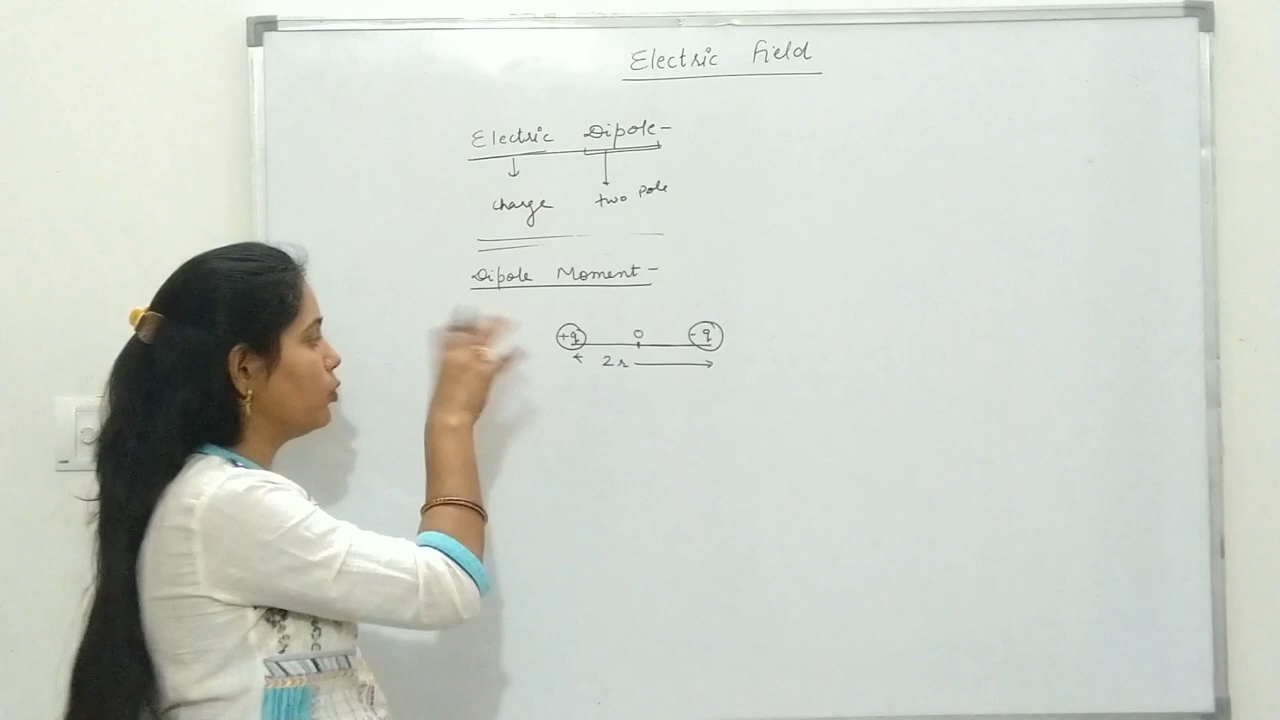 Electric Field
Electric Dipole-
charge two pole
Dipole Moment-
+q O -q
2r